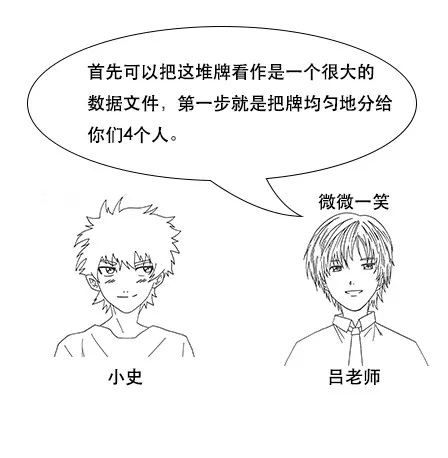 首先可以把这堆牌看作是一个很大的
数据文件，第一步就是把牌均匀地分给
你们4个人。
微微一笑
小史
吕老师